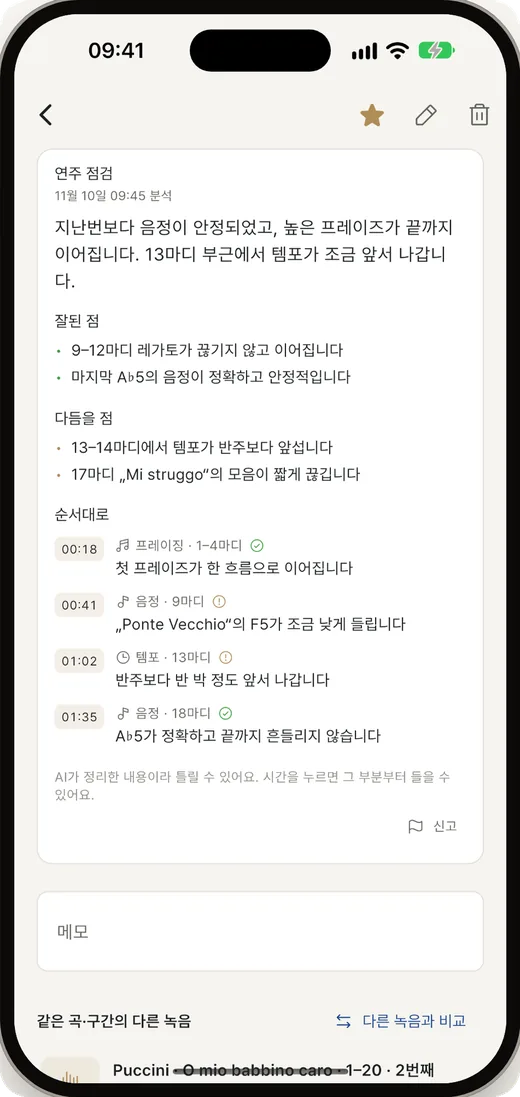 09:41
연주 점검
11월 10일 09:45 분석
지난번보다 음정이 안정되었고, 높은 프레이즈가 끝까지
이어집니다. 13마디 부근에서 템포가 조금 앞서 나갑니
다.
잘된 점
• 9–12마디 레가토가 끊기지 않고 이어집니다
• 마지막 A♭5의 음정이 정확하고 안정적입니다
다듬을 점
• 13–14마디에서 템포가 반주보다 앞섭니다
• 17마디 „Mi struggo“의 모음이 짧게 끊깁니다
순서대로
00:18 프레이징 · 1–4마디
첫 프레이즈가 한 흐름으로 이어집니다
00:41 음정 · 9마디
„Ponte Vecchio“의 F5가 조금 낮게 들립니다
01:02 템포 · 13마디
반주보다 반 박 정도 앞서 나갑니다
01:35 음정 · 18마디
A♭5가 정확하고 끝까지 흔들리지 않습니다
AI가 정리한 내용이라 틀릴 수 있어요. 시간을 누르면 그 부분부터 들을 수
있어요.
신고
메모
같은 곡·구간의 다른 녹음
다른 녹음과 비교
Puccini · O mio babbino caro · 1–20 · 2번째